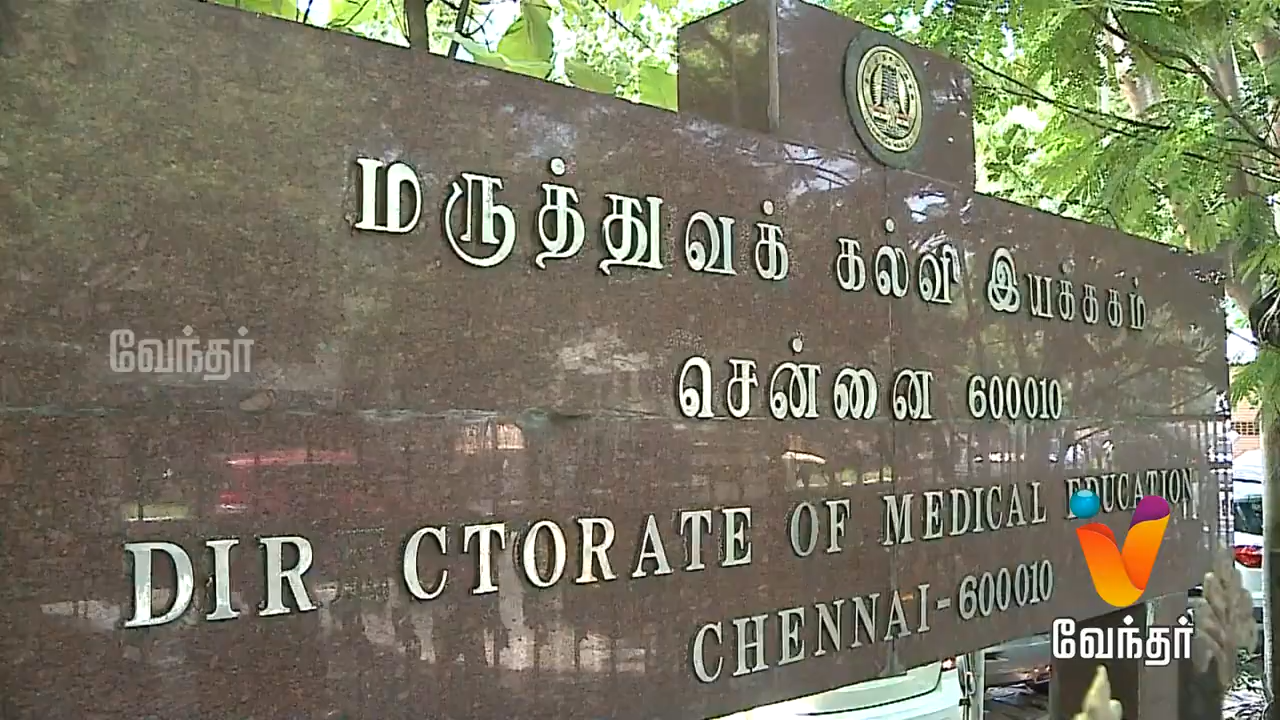 மருத்துவக் கல்வி இயக்ககம்
வேந்தர்
சென்னை 600010
DIR CTORATE OF MEDICAL EDUCATION
CHENNAI-600010
வேந்தர்